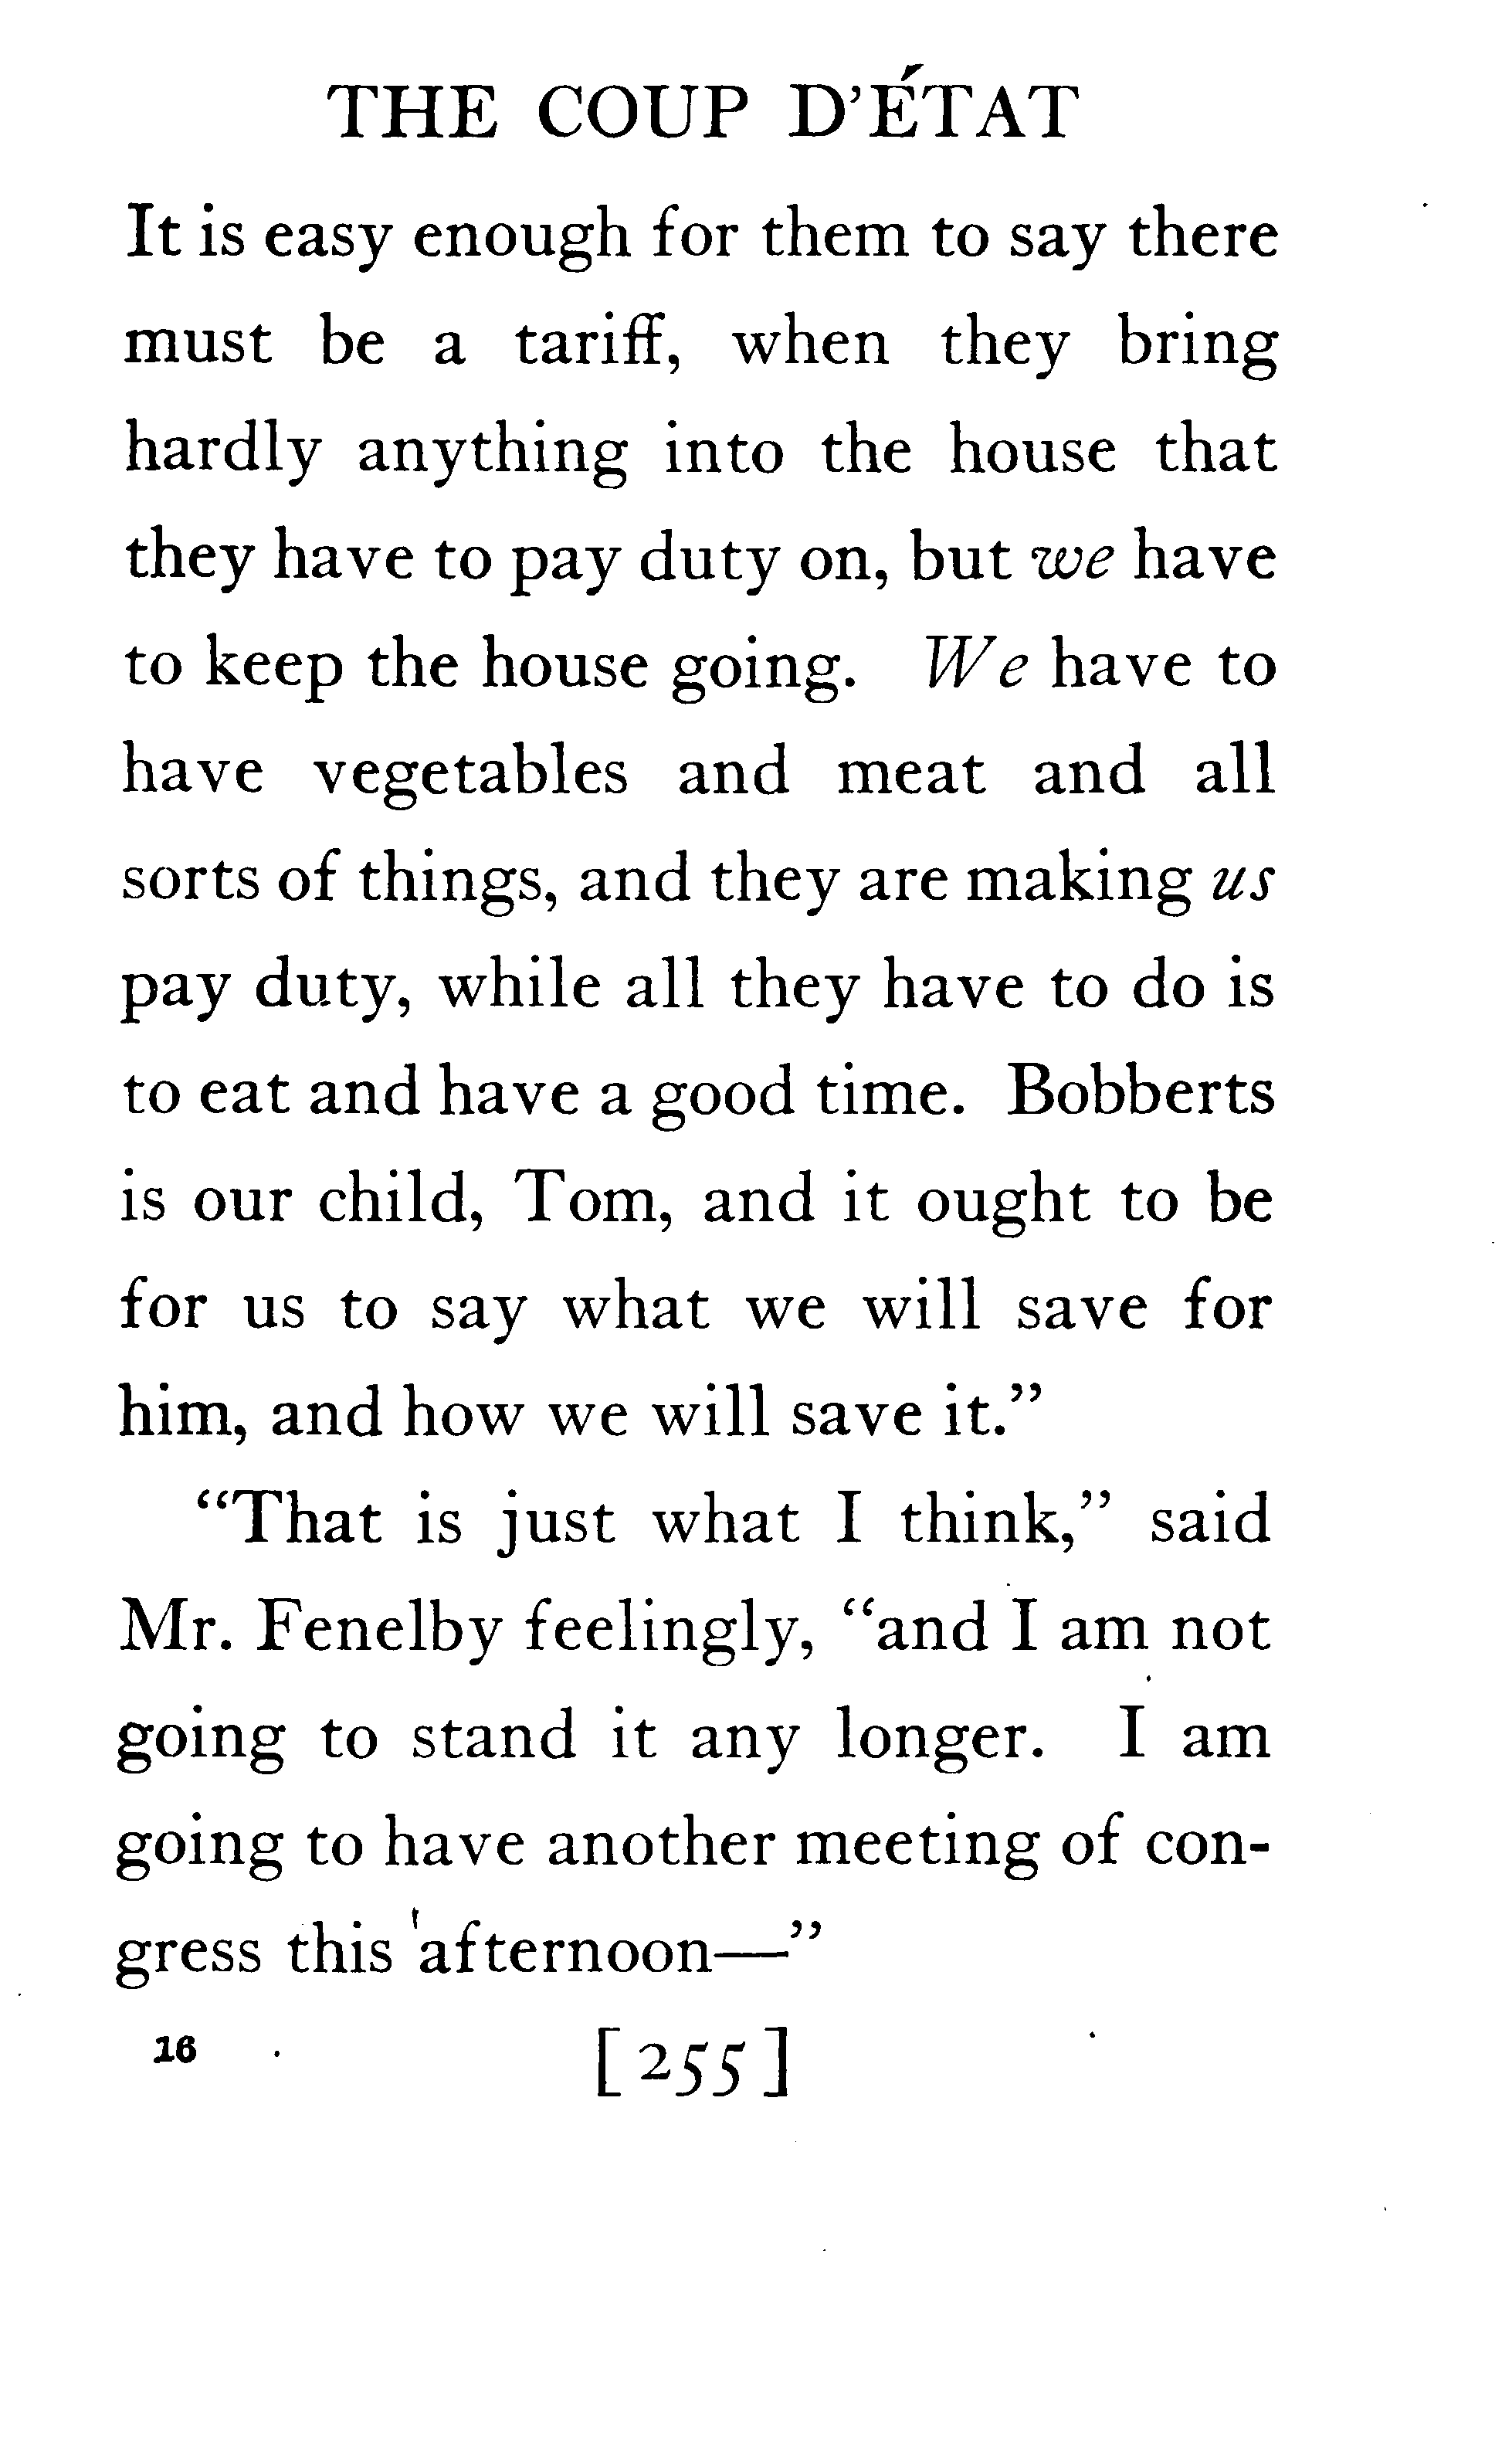 THE COUP D'ÉTAT
It is easy enough for them to say there
must be a tariff, when they bring
hardly anything into the house that
they have to pay duty on, but we have
to keep the house going. We have to
have vegetables and meat and all
sorts of things, and they are making us
pay duty, while all they have to do is
to eat and have a good time. Bobberts
is our child, Tom, and it ought to be
for us to say what we will save for
him, and how we will save it.”
“That is just what I think,” said
Mr. Fenelby feelingly, “and I am not
going to stand it any longer. I am
going to have another meeting of con-
gress this afternoon—”
16 [255]